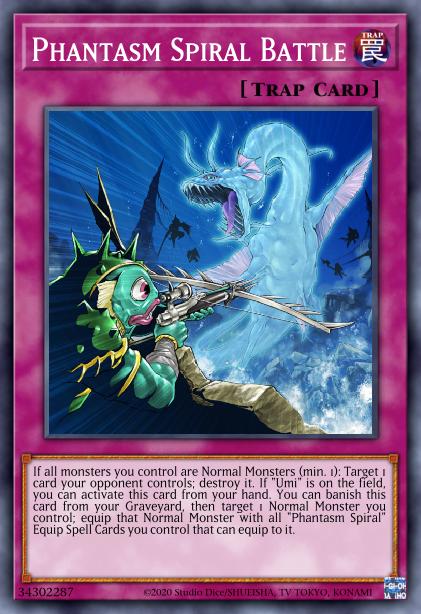 PHANTASM SPIRAL BATTLE
TRAP
罠
[TRAP CARD]
If all monsters you control are Normal Monsters (min. 1): Target 1
card your opponent controls; destroy it. If "Umi" is on the field,
you can activate this card from your hand. You can banish this
card from your Graveyard, then target 1 Normal Monster you
control; equip that Normal Monster with all "Phantasm Spiral"
Equip Spell Cards you control that can equip to it.
34302287
©2020 Studio Dice/SHUEISHA, TV TOKYO, KONAMI